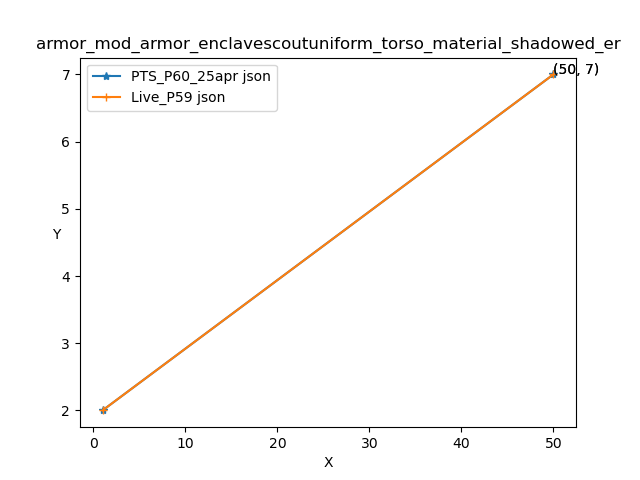 armor_mod_armor_enclavescoutuniform_torso_material_shadowed_er
PTS_P60_25apr json
Live_P59 json
(50, 7)
7
6
5
4
3
2
Y
0
10
20
30
40
50
X